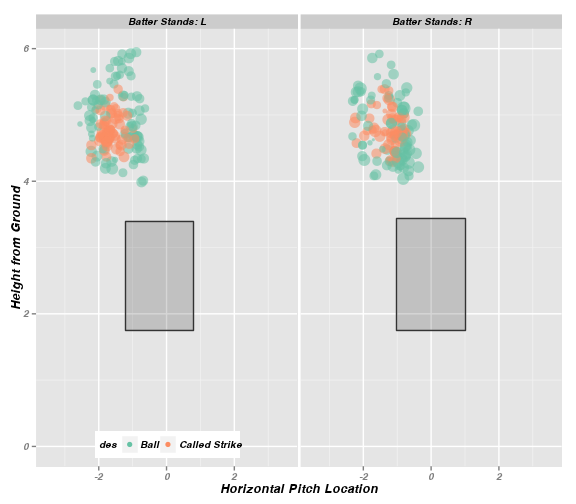 Batter Stands: L
Batter Stands: R
Height from Ground
6
4
2
0
des Ball Called Strike
-2 0 2 -2 0 2
Horizontal Pitch Location